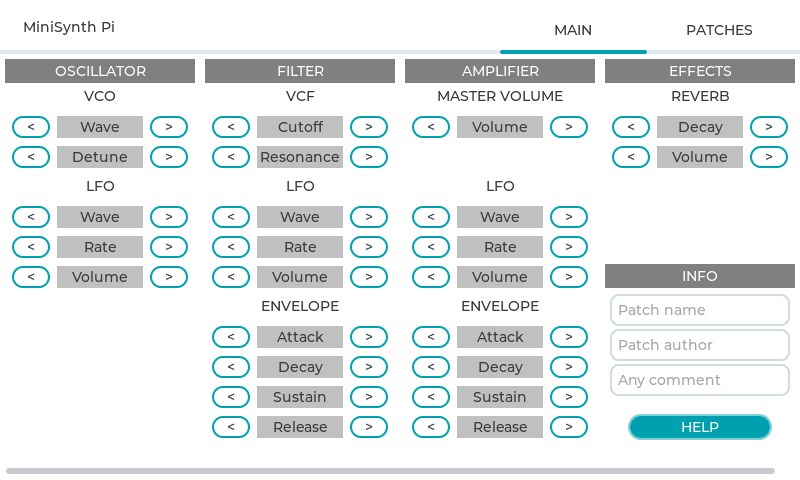 MiniSynth Pi
MAIN PATCHES
OSCILLATOR FILTER AMPLIFIER EFFECTS
VCO VCF MASTER VOLUME REVERB
< Wave > < Cutoff > < Volume > < Decay >
< Detune > < Resonance > < Volume >
LFO LFO LFO
< Wave > < Wave > < Wave >
< Rate > < Rate > < Rate >
< Volume > < Volume > < Volume >
INFO
ENVELOPE ENVELOPE
Patch name
< Attack > < Attack >
Patch author
< Decay > < Decay >
Any comment
< Sustain > < Sustain >
< Release > < Release >
HELP